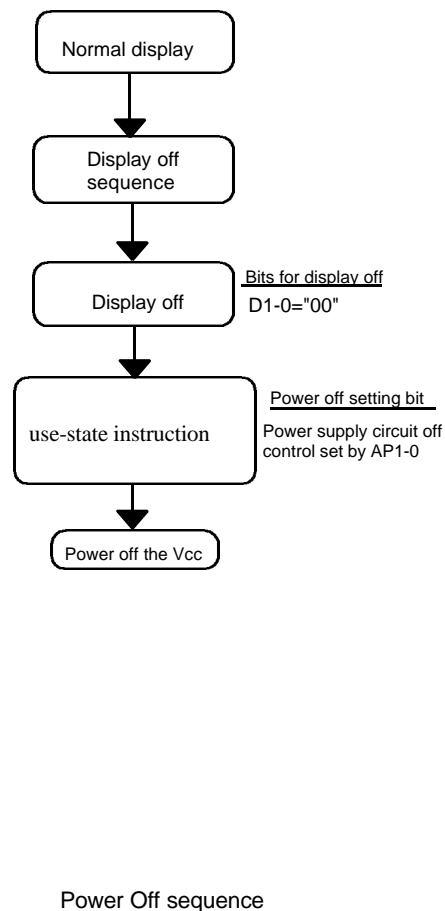 Normal display
Display off
sequence
Display off
Bits for display off
D1-0="00"
use-state instruction
Power off setting bit
Power supply circuit off
control set by AP1-0
Power off the Vcc
Power Off sequence